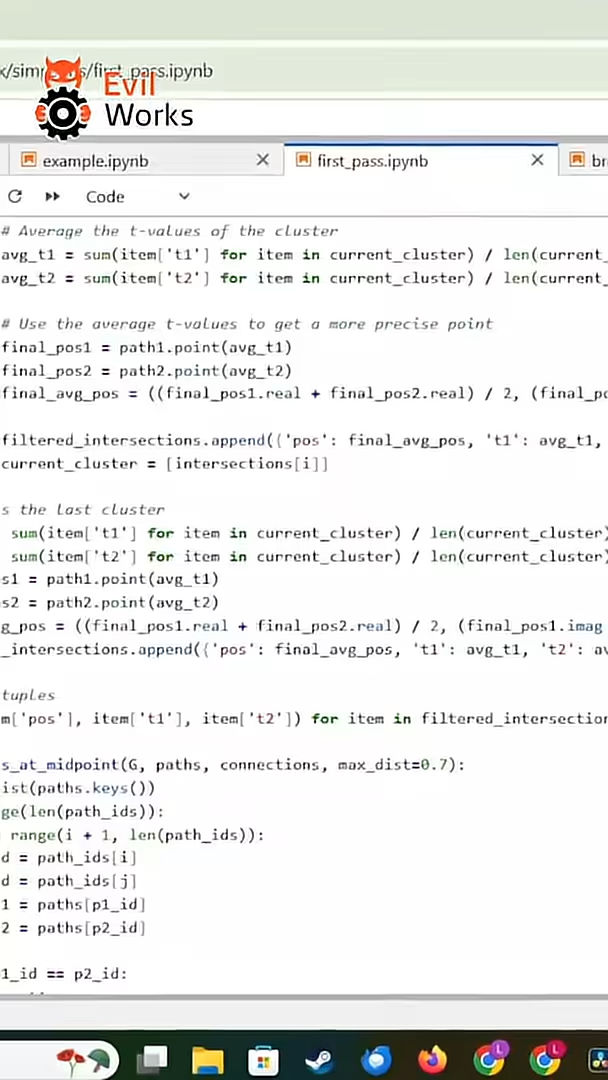 x/simp s/first_pass.ipynb
Evil
Works
example.ipynb
first_pass.ipynb
br
Code
# Average the t-values of the cluster
avg_t1 = sum(item['t1'] for item in current_cluster) / len(current_
avg_t2 = sum(item['t2'] for item in current_cluster) / len(current_
# Use the average t-values to get a more precise point
final_pos1 = path1.point(avg_t1)
final_pos2 = path2.point(avg_t2)
final_avg_pos = ((final_pos1.real + final_pos2.real) / 2, (final_po
filtered_intersections.append({'pos': final_avg_pos, 't1': avg_t1,
current_cluster = [intersections[i]]
s the last cluster
sum(item['t1'] for item in current_cluster) / len(current_cluster)
sum(item['t2'] for item in current_cluster) / len(current_cluster)
s1 = path1.point(avg_t1)
s2 = path2.point(avg_t2)
g_pos = ((final_pos1.real + final_pos2.real) / 2, (final_pos1.imag
_intersections.append({'pos': final_avg_pos, 't1': avg_t1, 't2': av
tuples
m['pos'], item['t1'], item['t2']) for item in filtered_intersection
s_at_midpoint(G, paths, connections, max_dist=0.7):
ist(paths.keys())
ge(len(path_ids)):
range(i + 1, len(path_ids)):
d = path_ids[i]
d = path_ids[j]
1 = paths[p1_id]
2 = paths[p2_id]
1_id == p2_id: